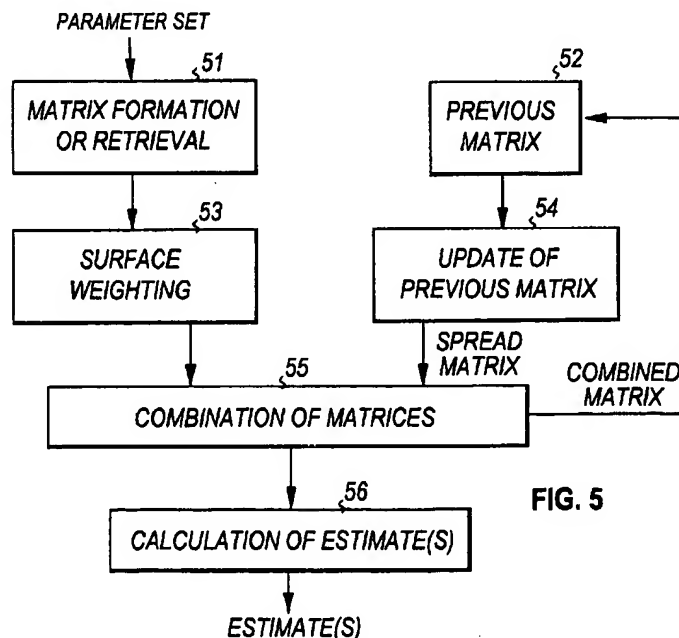 PARAMETER SET
51
MATRIX FORMATION
OR RETRIEVAL
52
PREVIOUS
MATRIX
53
SURFACE
WEIGHTING
54
UPDATE OF
PREVIOUS MATRIX
SPREAD
MATRIX
COMBINED
MATRIX
55
COMBINATION OF MATRICES
FIG. 5
56
CALCULATION OF ESTIMATE(S)
ESTIMATE(S)